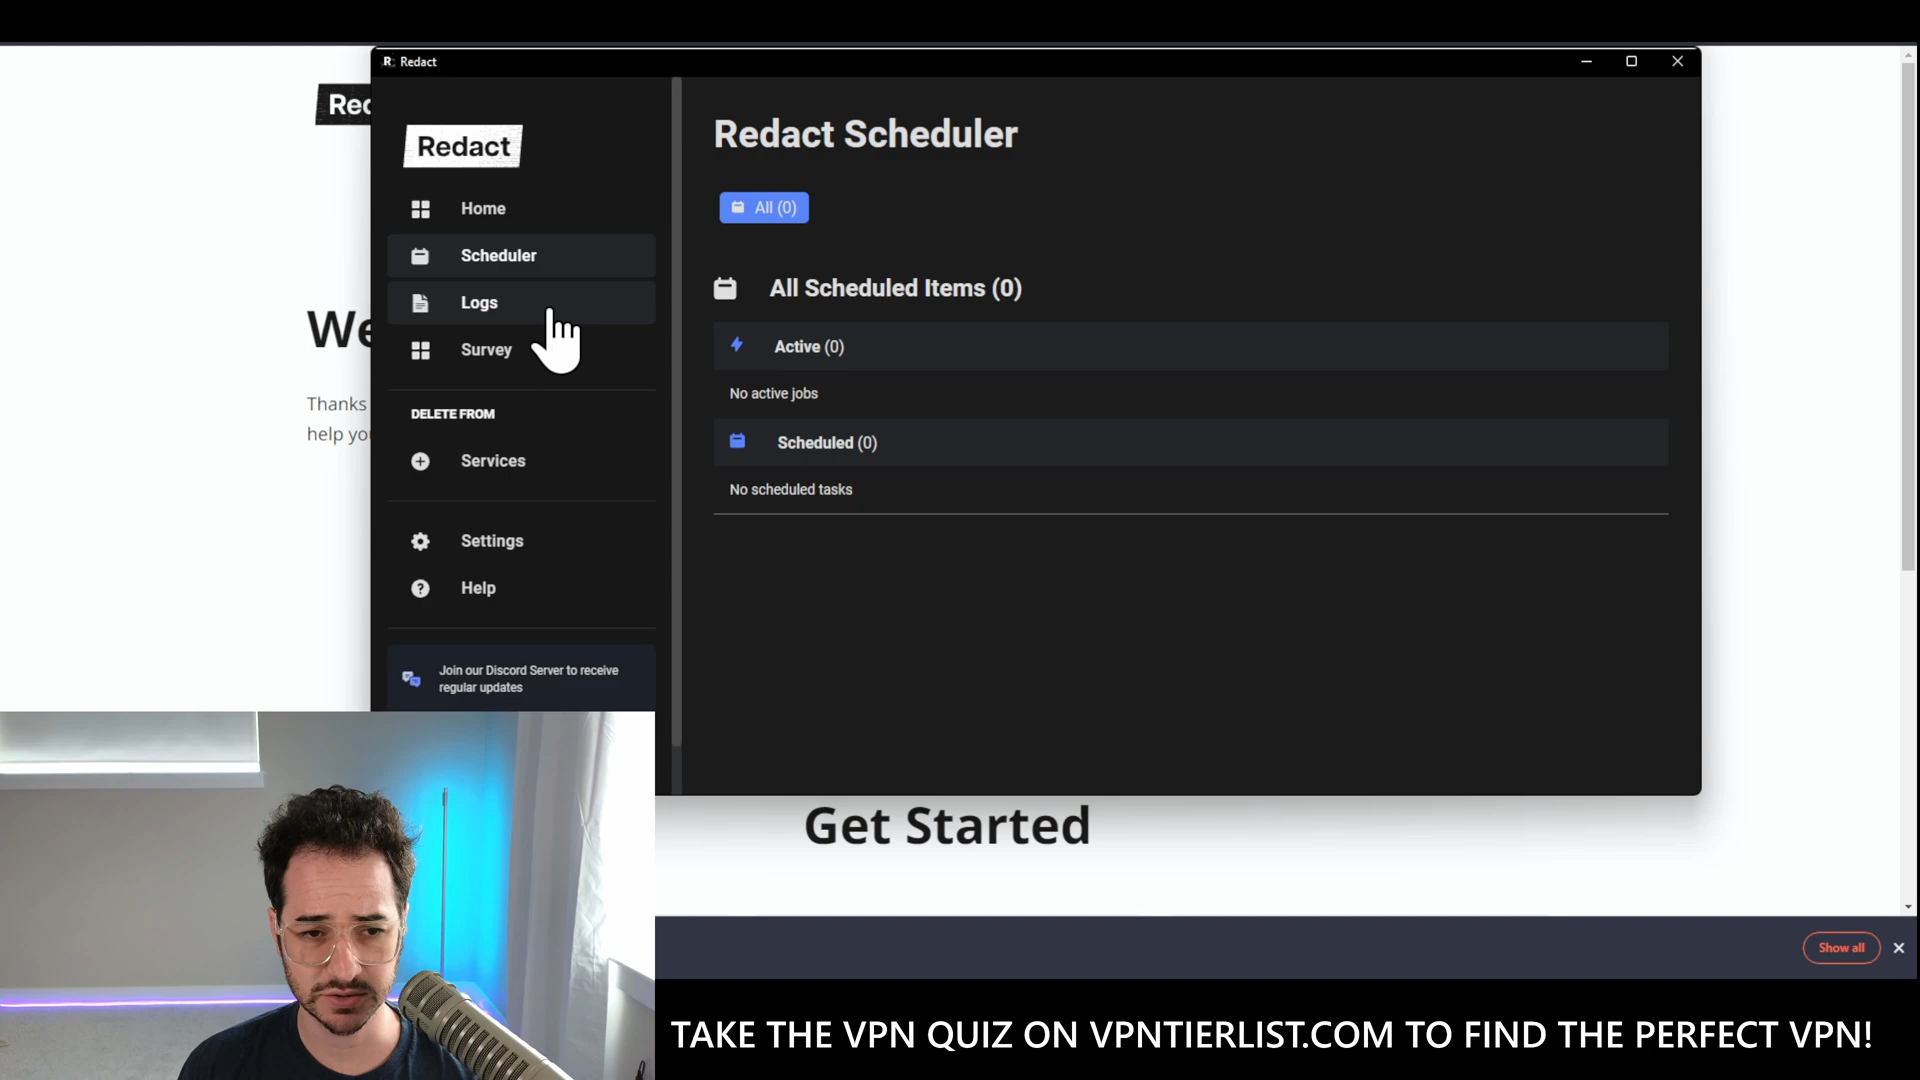 Redact
Redact
Home
Scheduler
Logs
Survey
DELETE FROM
Services
Settings
Help
Join our Discord Server to receive
regular updates
Redact Scheduler
All (0)
All Scheduled Items (0)
Active (0)
No active jobs
Scheduled (0)
No scheduled tasks
Red
We
Thanks
help you
Get Started
Show all
TAKE THE VPN QUIZ ON VPNTIERLIST.COM TO FIND THE PERFECT VPN!